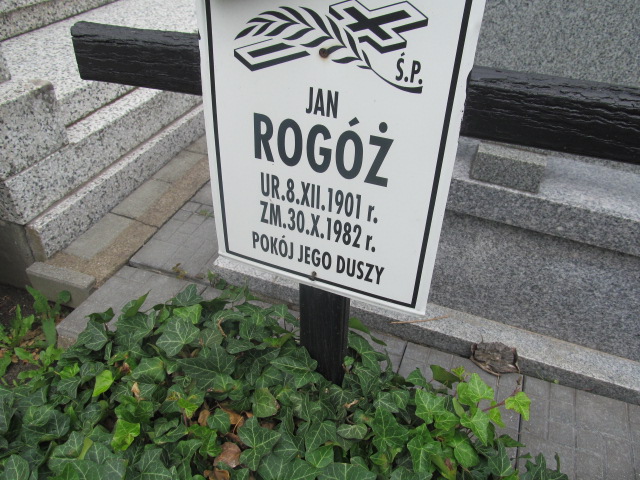 Ś.P.
JAN
ROGÓŻ
UR.8.XII.1901 r.
ZM.30.X.1982 r.
POKÓJ JEGO DUSZY